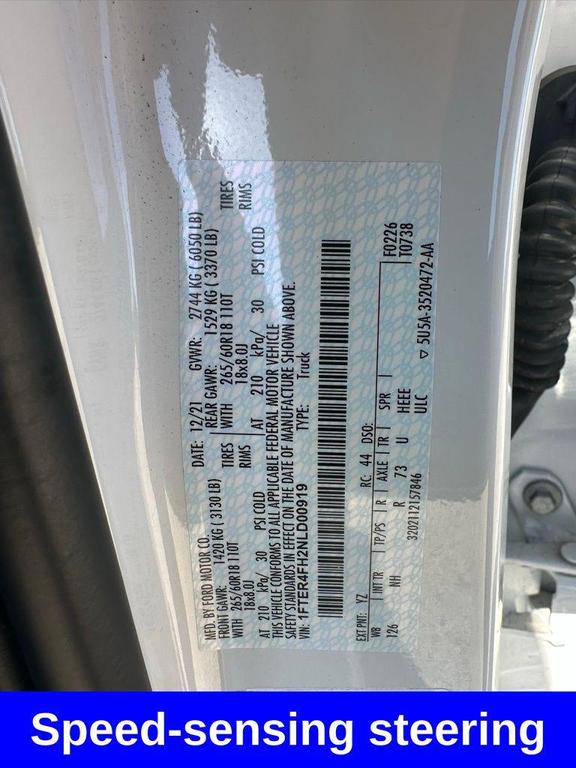 MFD. BY FORD MOTOR CO.
DATE: 12/21 GVWR: 2744 KG ( 6050 LB)
FRONT GAWR: 1420 KG ( 3130 LB) REAR GAWR: 1529 KG ( 3370 LB)
WITH 265/60R18 110T TIRES WITH 265/60R18 110T TIRES
18x8.0J RIMS 18x8.0J RIMS
AT 210 kPa/ 30 PSI COLD AT 210 kPa/ 30 PSI COLD
THIS VEHICLE CONFORMS TO ALL APPLICABLE FEDERAL MOTOR VEHICLE
SAFETY STANDARDS IN EFFECT ON THE DATE OF MANUFACTURE SHOWN ABOVE.
VIN: 1FTER4FH2NLD00919 TYPE: Truck
EXT PNT: YZ RC: 44 DSO: F0226
WB INT TR TP/PS R AXLE TR SPR T0738
126 NH R 73 U HEEE
3202112157846 ULC 5U5A-3520472-AA
Speed-sensing steering